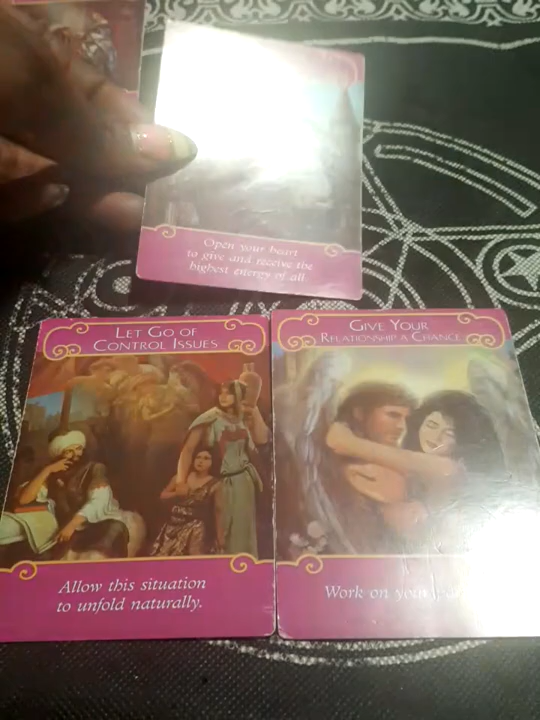 Open your heart
to give and receive the
highest energy of all
LET GO OF
CONTROL ISSUES
GIVE YOUR
RELATIONSHIP A CHANCE
Allow this situation
to unfold naturally.
Work on your